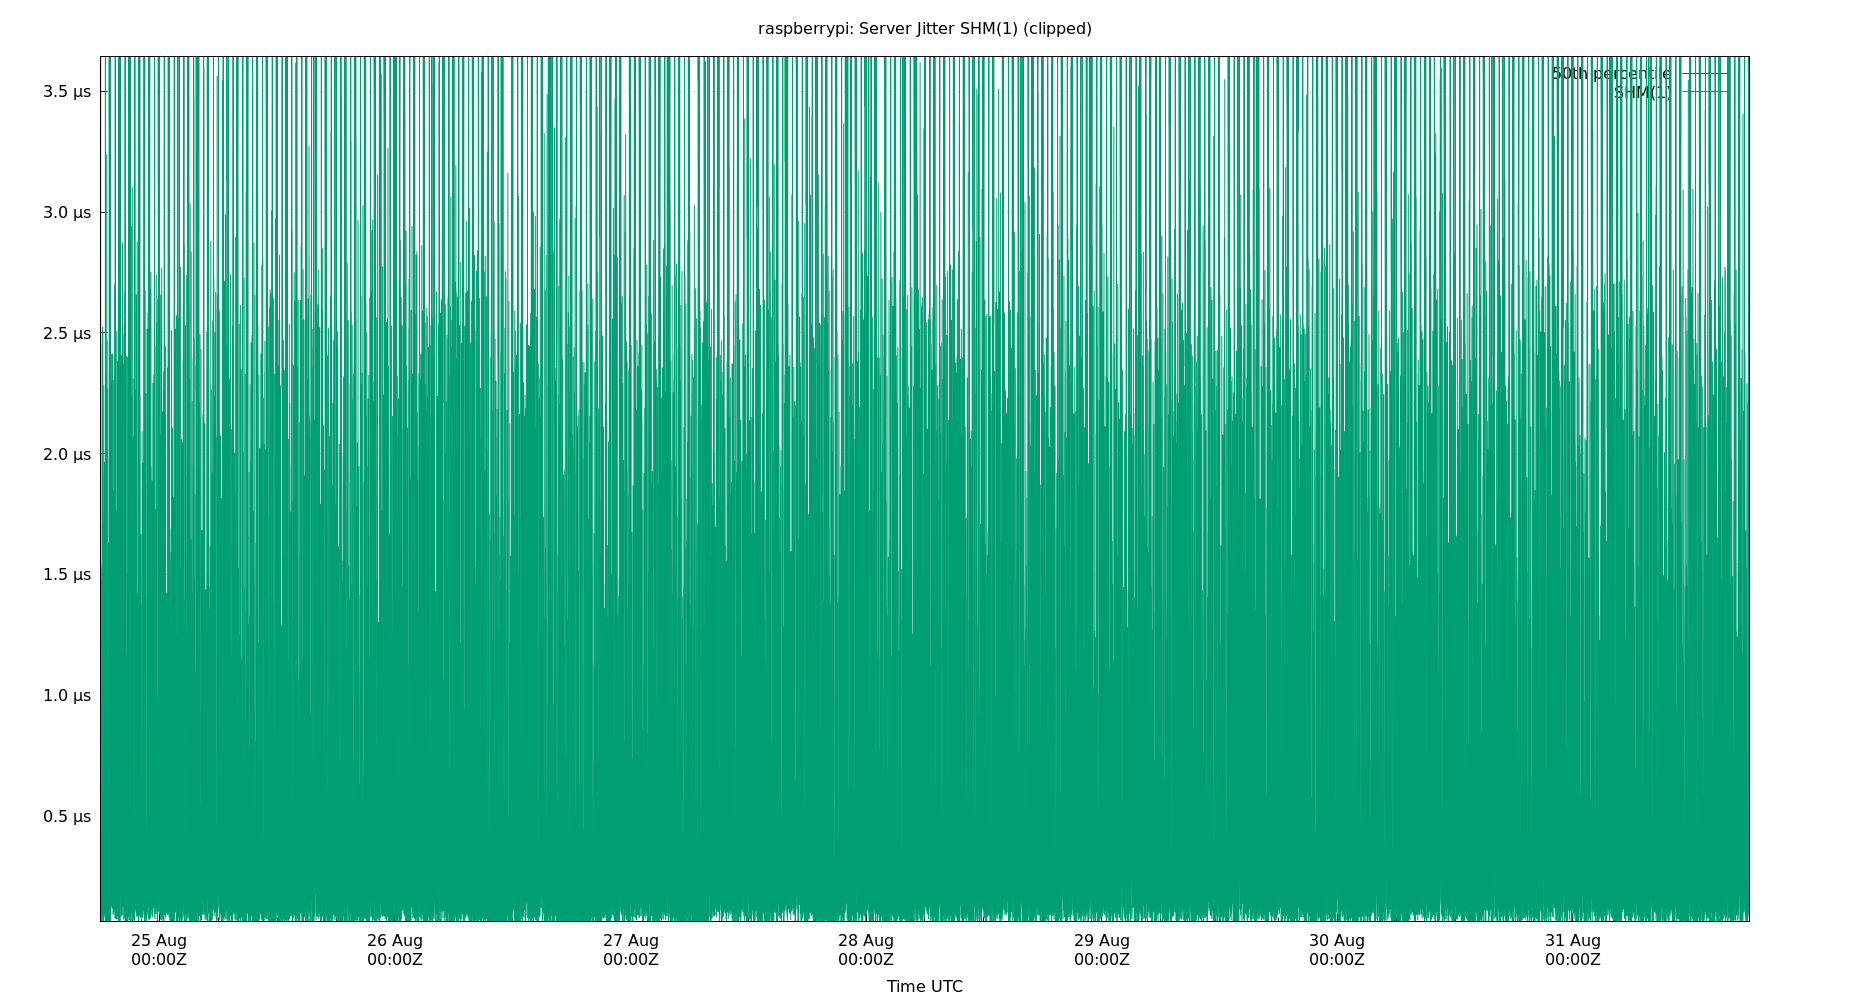 raspberrypi: Server Jitter SHM(1) (clipped)
50th percentile
SHM(1)
3.5 µs
3.0 µs
2.5 µs
2.0 µs
1.5 µs
1.0 µs
0.5 µs
25 Aug 26 Aug 27 Aug 28 Aug 29 Aug 30 Aug 31 Aug
00:00Z 00:00Z 00:00Z 00:00Z 00:00Z 00:00Z 00:00Z
Time UTC